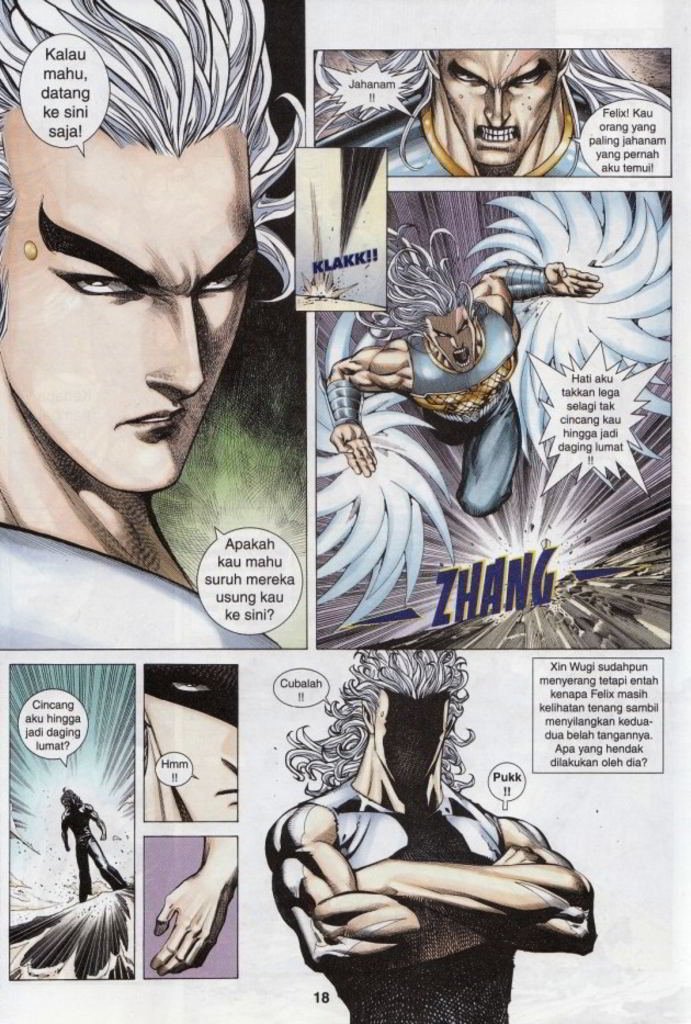 Kalau
mahu,
datang
ke sini
saja!
Apakah
kau mahu
suruh mereka
usung kau
ke sini?
Jahanam
!!
Felix! Kau
orang yang
paling jahanam
yang pernah
aku temui!
KLAKK!!
Hati aku
takkan lega
selagi tak
cincang kau
hingga jadi
daging lumat
!!
ZHANG
Cincang
aku hingga
jadi daging
lumat?
Hmm
!!
Cubalah
!!
Pukk
!!
Xin Wugi sudahpun
menyerang tetapi entah
kenapa Felix masih
kelihatan tenang sambil
menyilangkan kedua-
dua belah tangannya.
Apa yang hendak
dilakukan oleh dia?
18